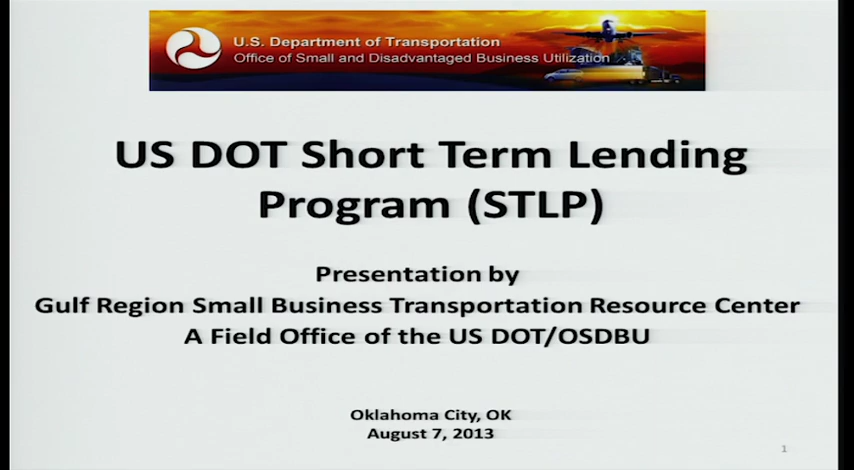 U.S. Department of Transportation
Office of Small and Disadvantaged Business Utilization
US DOT Short Term Lending
Program (STLP)
Presentation by
Gulf Region Small Business Transportation Resource Center
A Field Office of the US DOT/OSDBU
Oklahoma City, OK
August 7, 2013
1